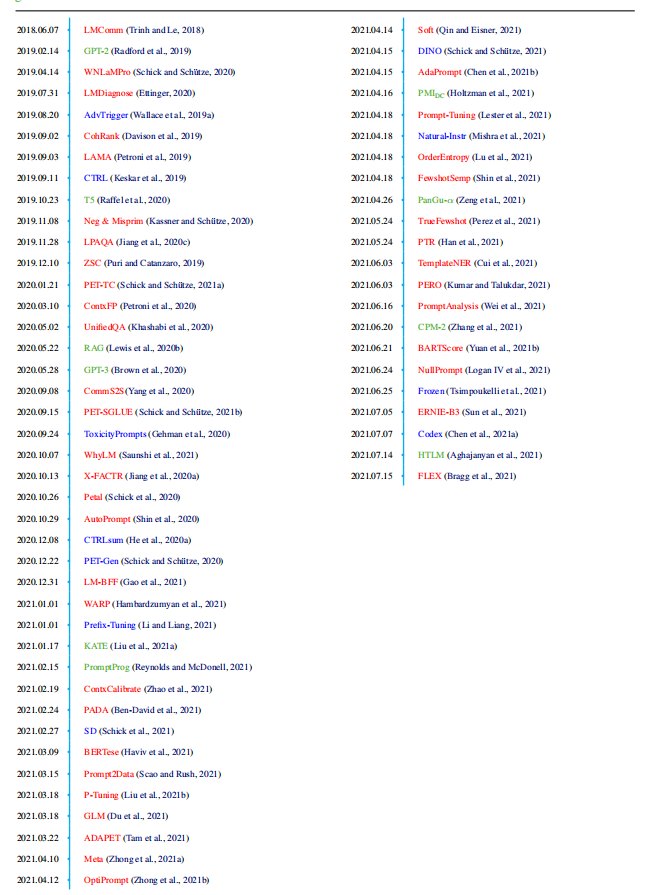 2018.06.07 LMComm (Trinh and Le, 2018)
2019.02.14 GPT-2 (Radford et al., 2019)
2019.04.14 WNLaMPro (Schick and Schütze, 2020)
2019.07.31 LMDiagnose (Ettinger, 2020)
2019.08.20 AdvTrigger (Wallace et al., 2019a)
2019.09.02 CohRank (Davison et al., 2019)
2019.09.03 LAMA (Petroni et al., 2019)
2019.09.11 CTRL (Keskar et al., 2019)
2019.10.23 T5 (Raffel et al., 2020)
2019.11.08 Neg & Misprim (Kassner and Schütze, 2020)
2019.11.28 LPAQA (Jiang et al., 2020c)
2019.12.10 ZSC (Puri and Catanzaro, 2019)
2020.01.21 PET-TC (Schick and Schütze, 2021a)
2020.03.10 ContxFP (Petroni et al., 2020)
2020.05.02 UnifiedQA (Khashabi et al., 2020)
2020.05.22 RAG (Lewis et al., 2020b)
2020.05.28 GPT-3 (Brown et al., 2020)
2020.09.08 CommS2S (Yang et al., 2020)
2020.09.15 PET-SGLUE (Schick and Schütze, 2021b)
2020.09.24 ToxicityPrompts (Gehman et al., 2020)
2020.10.07 WhyLM (Saunshi et al., 2021)
2020.10.13 X-FACTR (Jiang et al., 2020a)
2020.10.26 Petal (Schick et al., 2020)
2020.10.29 AutoPrompt (Shin et al., 2020)
2020.12.08 CTRLsum (He et al., 2020a)
2020.12.22 PET-Gen (Schick and Schütze, 2020)
2020.12.31 LM-BFF (Gao et al., 2021)
2021.01.01 WARP (Hambardzumyan et al., 2021)
2021.01.01 Prefix-Tuning (Li and Liang, 2021)
2021.01.17 KATE (Liu et al., 2021a)
2021.02.15 PromptProg (Reynolds and McDonell, 2021)
2021.02.19 ContxCalibrate (Zhao et al., 2021)
2021.02.24 PADA (Ben-David et al., 2021)
2021.02.27 SD (Schick et al., 2021)
2021.03.09 BERTese (Haviv et al., 2021)
2021.03.15 Prompt2Data (Scao and Rush, 2021)
2021.03.18 P-Tuning (Liu et al., 2021b)
2021.03.18 GLM (Du et al., 2021)
2021.03.22 ADAPET (Tam et al., 2021)
2021.04.10 Meta (Zhong et al., 2021a)
2021.04.12 OptiPrompt (Zhong et al., 2021b)
2021.04.14 Soft (Qin and Eisner, 2021)
2021.04.15 DINO (Schick and Schütze, 2021)
2021.04.15 AdaPrompt (Chen et al., 2021b)
2021.04.16 PMI_DC (Holtzman et al., 2021)
2021.04.18 Prompt-Tuning (Lester et al., 2021)
2021.04.18 Natural-Instr (Mishra et al., 2021)
2021.04.18 OrderEntropy (Lu et al., 2021)
2021.04.18 FewshotSemp (Shin et al., 2021)
2021.04.26 PanGu-α (Zeng et al., 2021)
2021.05.24 TrueFewshot (Perez et al., 2021)
2021.05.24 PTR (Han et al., 2021)
2021.06.03 TemplateNER (Cui et al., 2021)
2021.06.03 PERO (Kumar and Talukdar, 2021)
2021.06.16 PromptAnalysis (Wei et al., 2021)
2021.06.20 CPM-2 (Zhang et al., 2021)
2021.06.21 BARTScore (Yuan et al., 2021b)
2021.06.24 NullPrompt (Logan IV et al., 2021)
2021.06.25 Frozen (Tsimpoukelli et al., 2021)
2021.07.05 ERNIE-B3 (Sun et al., 2021)
2021.07.07 Codex (Chen et al., 2021a)
2021.07.14 HTLM (Aghajanyan et al., 2021)
2021.07.15 FLEX (Bragg et al., 2021)